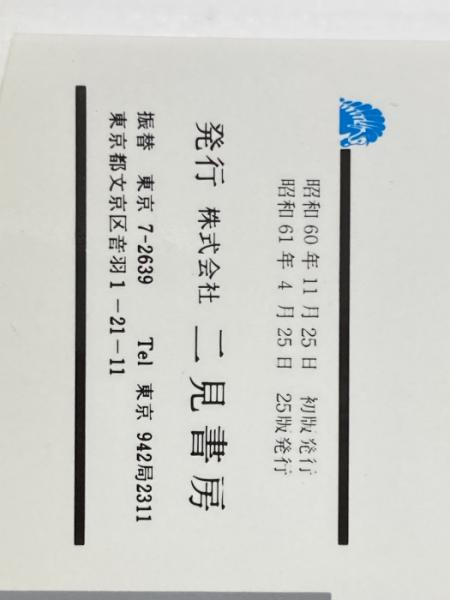 昭和60年11月25日 初版発行
昭和61年4月25日 25版発行
発行 株式会社 二見書房
振替 東京 7-2639 Tel 東京 942局2311
東京都文京区音羽1-21-11